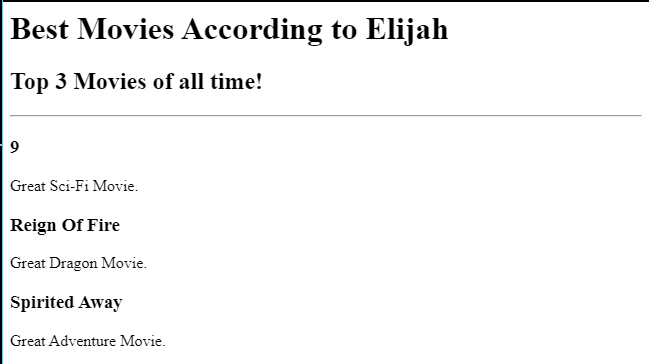 Best Movies According to Elijah
Top 3 Movies of all time!
9
Great Sci-Fi Movie.
Reign Of Fire
Great Dragon Movie.
Spirited Away
Great Adventure Movie.